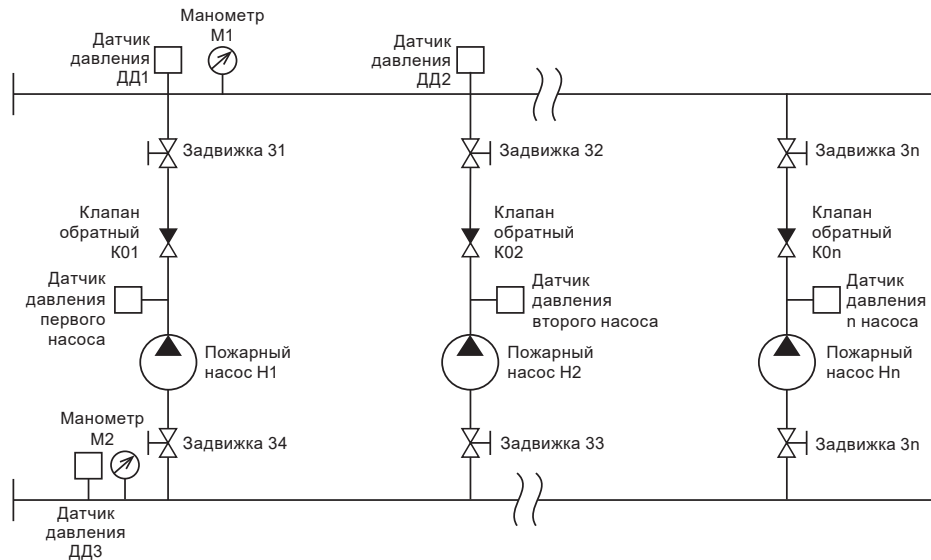 Манометр
М1
Датчик
давления
ДД1
Датчик
давления
ДД2
Задвижка 31
Задвижка 32
Задвижка 3n
Клапан
обратный
К01
Клапан
обратный
К02
Клапан
обратный
К0n
Датчик
давления
первого
насоса
Датчик
давления
второго насоса
Датчик
давления
n насоса
Пожарный
насос Н1
Пожарный
насос Н2
Пожарный
насос Нn
Манометр
М2
Задвижка 34
Задвижка 33
Задвижка 3n
Датчик
давления
ДД3